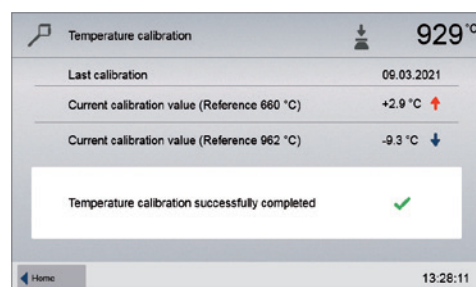 Temperature calibration 929 °C
Last calibration 09.03.2021
Current calibration value (Reference 660 °C) +2.9 °C
Current calibration value (Reference 962 °C) -9.3 °C
Temperature calibration successfully completed
Home 13:28:11